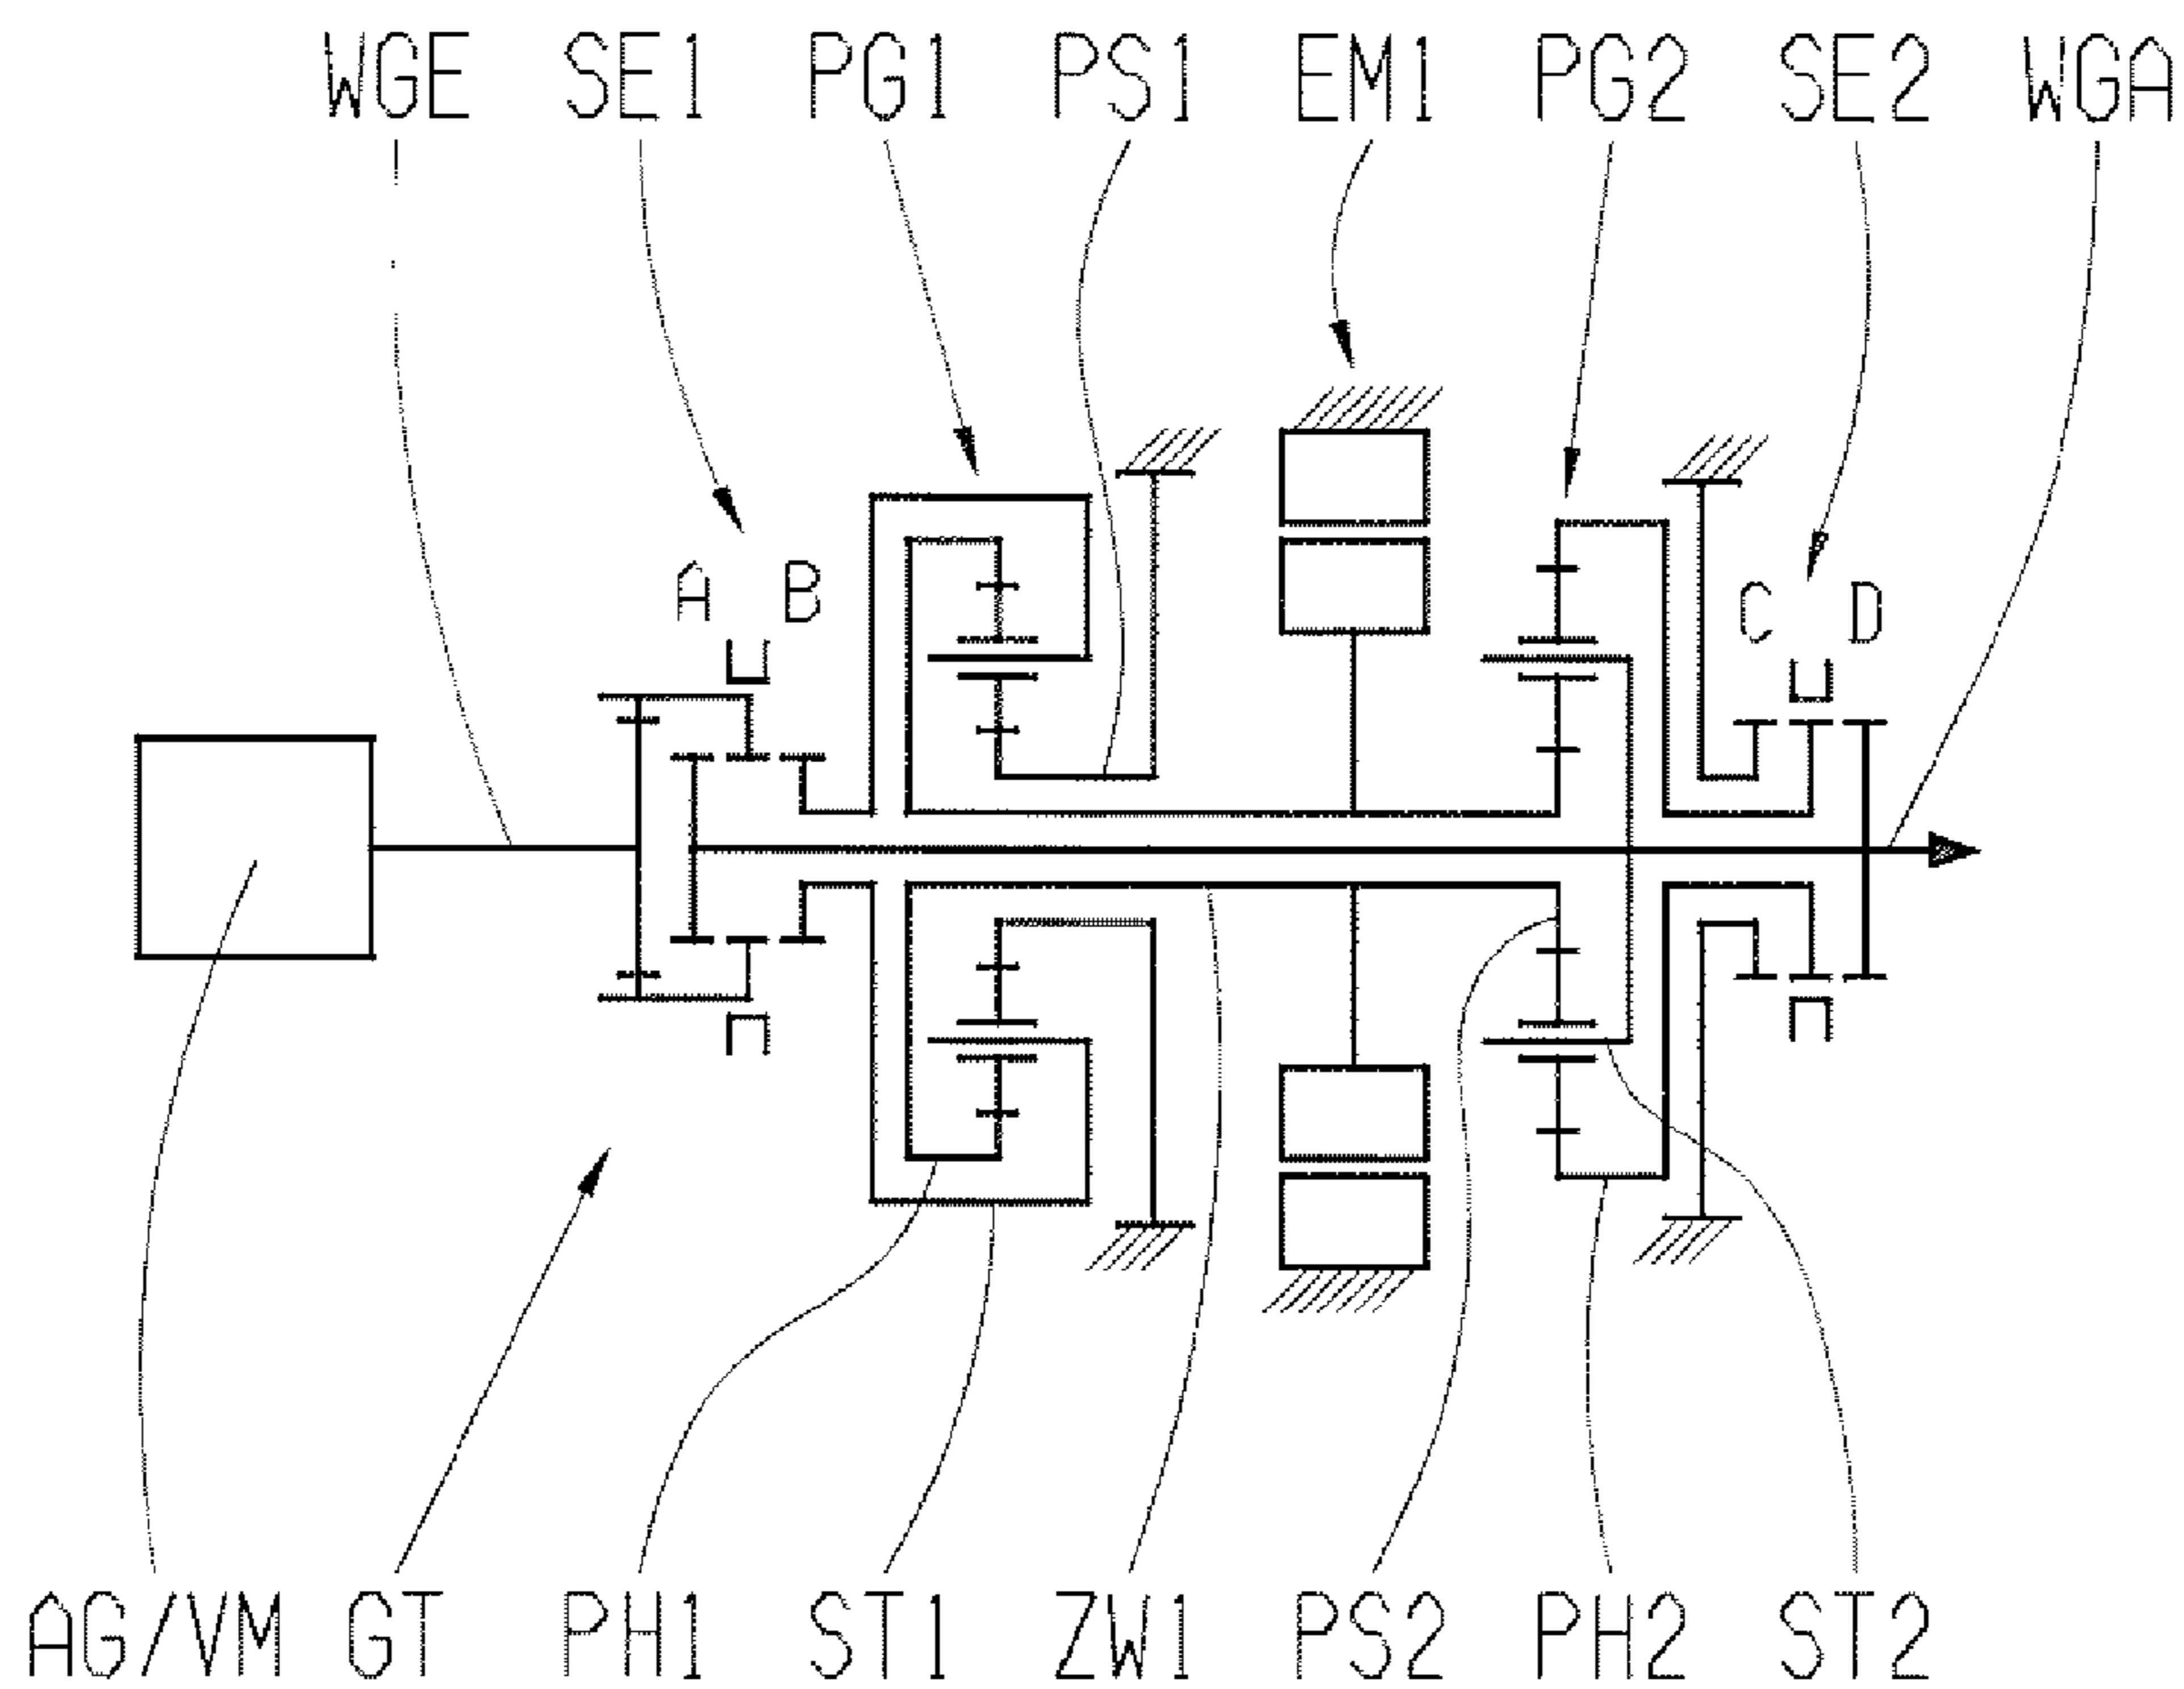 WGE SE1 PG1 PS1 EM1 PG2 SE2 WGA
A B
C D
AG/VM GT PH1 ST1 ZW1 PS2 PH2 ST2